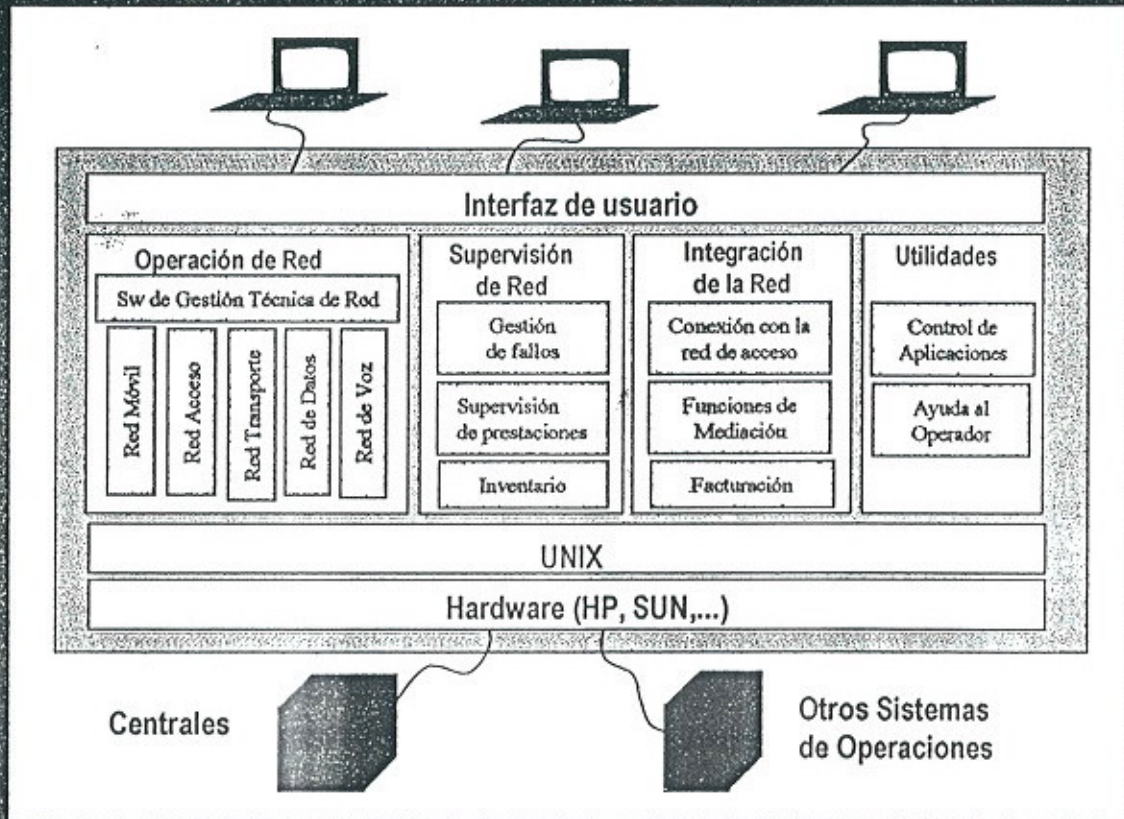 Interfaz de usuario
Operación de Red
Sw de Gestión Técnica de Red
Red Móvil
Red Acceso
Red Transporte
Red de Datos
Red de Voz
Supervisión
de Red
Gestión
de fallos
Supervisión
de prestaciones
Inventario
Integración
de la Red
Conexión con la
red de acceso
Funciones de
Mediación
Facturación
Utilidades
Control de
Aplicaciones
Ayuda al
Operador
UNIX
Hardware (HP, SUN,...)
Centrales
Otros Sistemas
de Operaciones